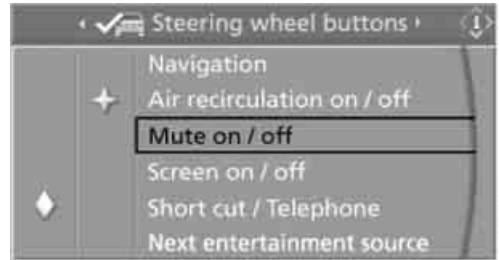 Steering wheel buttons
Navigation
Air recirculation on / off
Mute on / off
Screen on / off
Short cut / Telephone
Next entertainment source